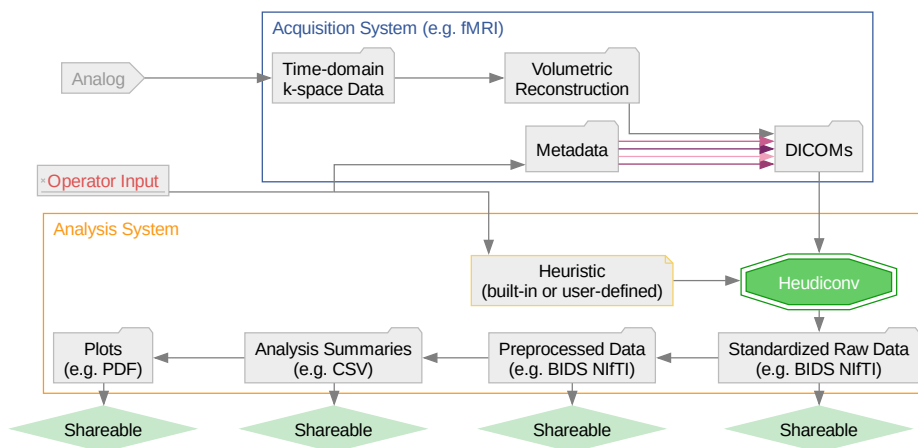 Acquisition System (e.g. fMRI)
Analog
Time-domain
k-space Data
Volumetric
Reconstruction
Metadata
DICOMs
Operator Input
Analysis System
Heuristic
(built-in or user-defined)
Heudiconv
Plots
(e.g. PDF)
Analysis Summaries
(e.g. CSV)
Preprocessed Data
(e.g. BIDS NIfTI)
Standardized Raw Data
(e.g. BIDS NIfTI)
Shareable
Shareable
Shareable
Shareable